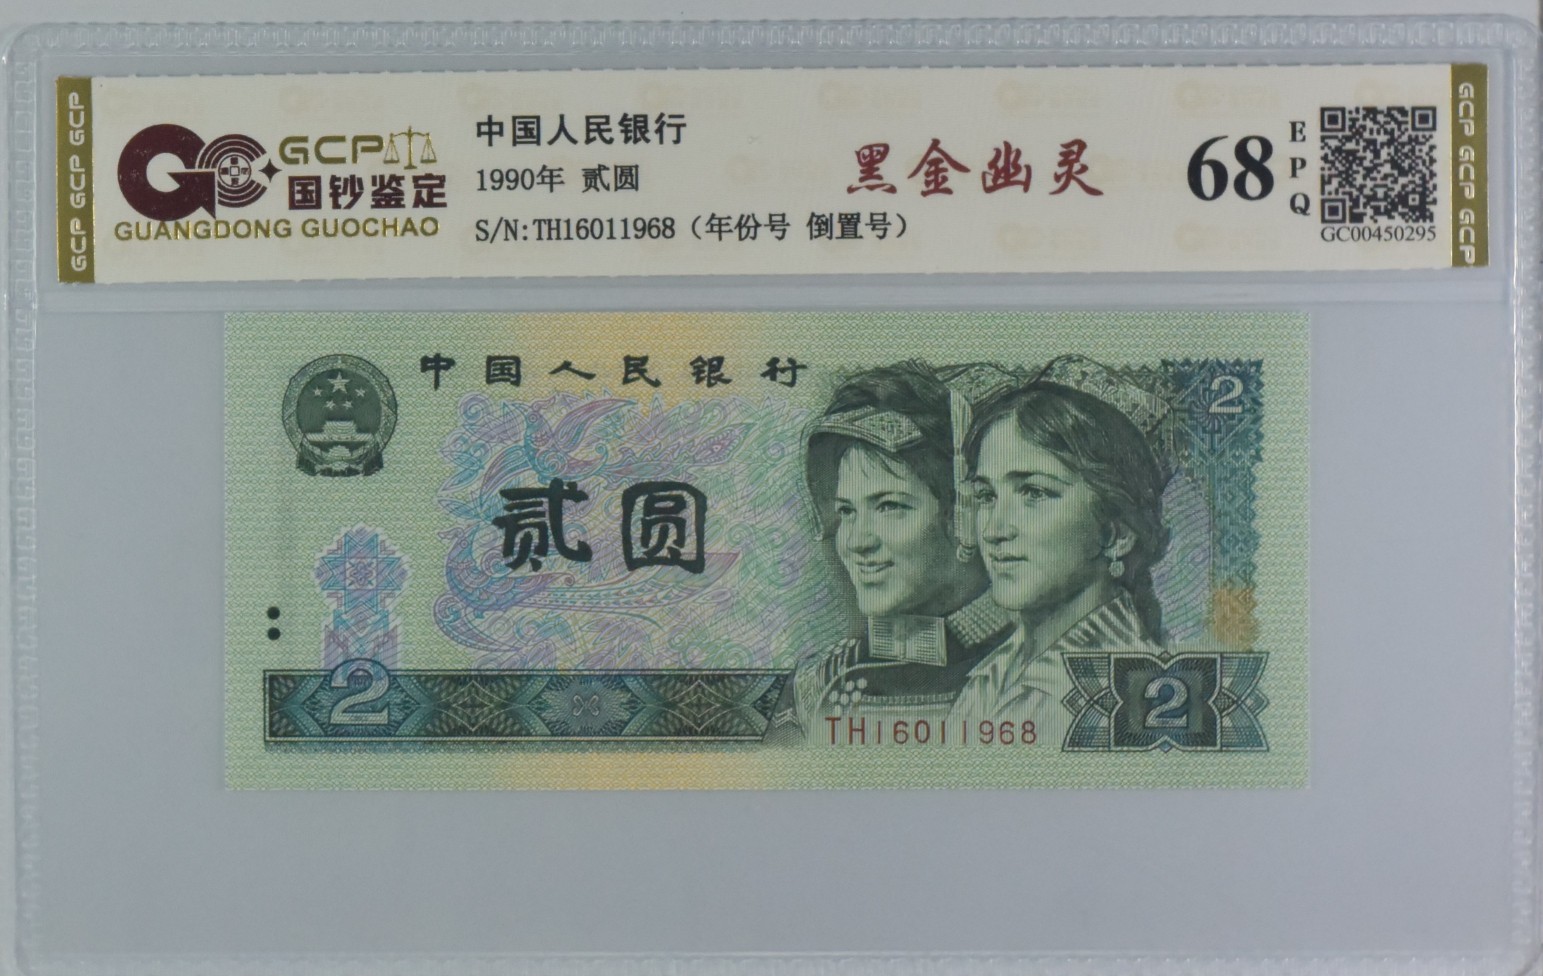 GCP GCP GCP
GCP
国钞鉴定
GUANGDONG GUOCHAO
中国人民银行
1990年 贰圆
S/N:TH16011968（年份号 倒置号）
黑金幽灵
68
EPQ
GC00450295
GCP GCP GCP
中国人民银行
2
贰圆
2
TH16011968
2